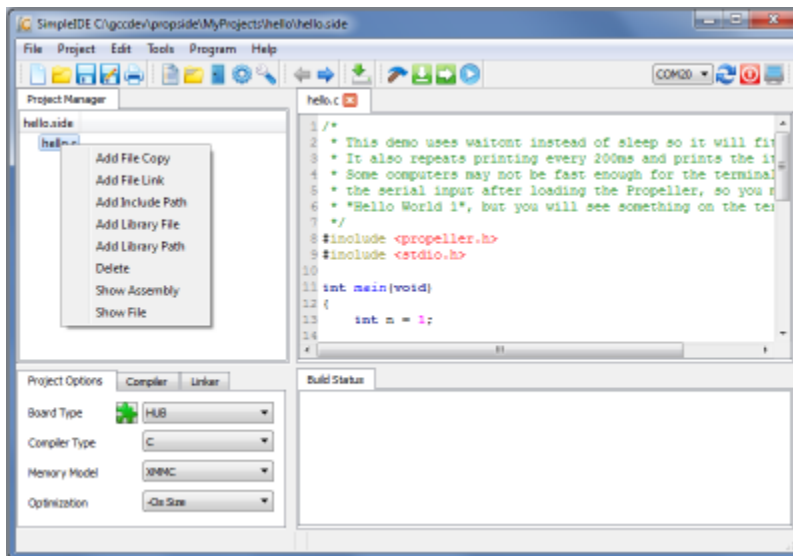 SimpleIDE C:\gccdev\propside\MyProjects\hello\hello.side
File Project Edit Tools Program Help
COM20
Project Manager
hello.side
hello.c
Add File Copy
Add File Link
Add Include Path
Add Library File
Add Library Path
Delete
Show Assembly
Show File
hello.c
1 /*
2 * This demo uses waitcnt instead of sleep so it will fit
3 * It also repeats printing every 200ms and prints the it
4 * Some computers may not be fast enough for the terminal
5 * the serial input after loading the Propeller, so you m
6 * "Hello World 1", but you will see something on the ter
7 */
8 #include <propeller.h>
9 #include <stdio.h>
10
11 int main(void)
12 {
13 int n = 1;
14
Project Options Compiler Linker
Board Type HUB
Compiler Type C
Memory Model XMMC
Optimization -Os Size
Build Status